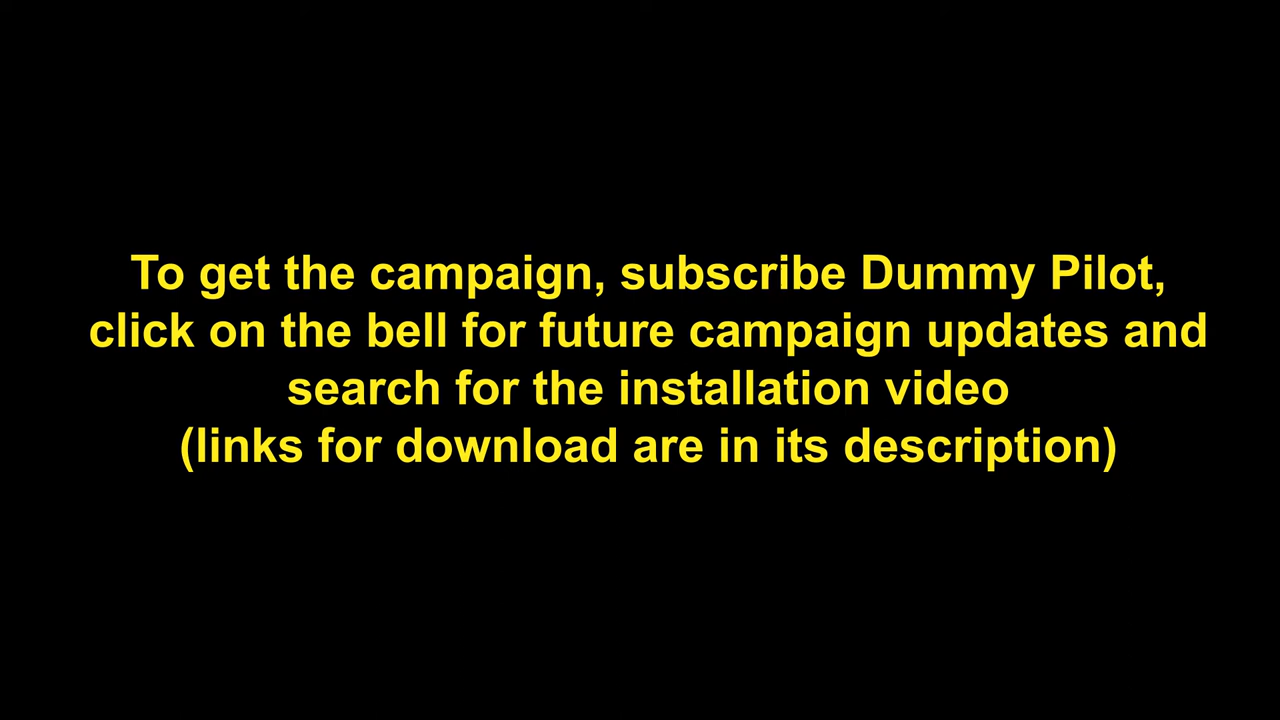 To get the campaign, subscribe Dummy Pilot,
click on the bell for future campaign updates and
search for the installation video
(links for download are in its description)